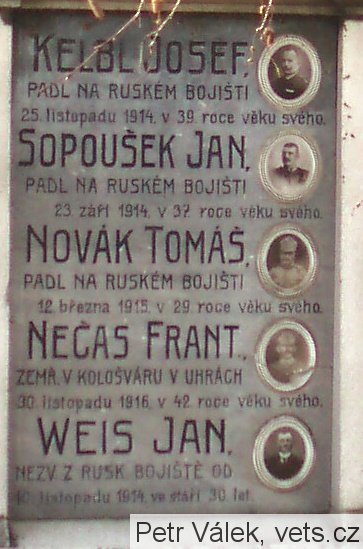 KELBL JOSEF,
PADL NA RUSKÉM BOJIŠTI
25. listopadu 1914. v 39. roce věku svého.
SOPOUŠEK JAN,
PADL NA RUSKÉM BOJIŠTI
23. září 1914. v 37. roce věku svého.
NOVÁK TOMÁŠ,
PADL NA RUSKÉM BOJIŠTI
12. března 1915. v 29. roce věku svého.
NEČAS FRANT.,
ZEMŘ. V KOLOŠVÁRU V UHRÁCH
30. listopadu 1916. v 42. roce věku svého.
WEIS JAN,
NEZV. Z RUSK. BOJIŠTĚ OD
10. listopadu 1914. ve stáří 30. let.
Petr Válek, vets.cz